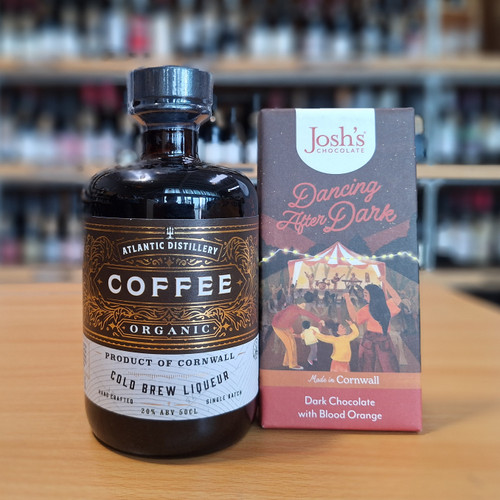 ATLANTIC DISTILLERY
COFFEE
ORGANIC
PRODUCT OF CORNWALL
COLD BREW LIQUEUR
HAND CRAFTED
SINGLE BATCH
20% ABV 50CL
Josh's
CHOCOLATE
Dancing
After Dark
Made in Cornwall
Dark Chocolate
with Blood Orange